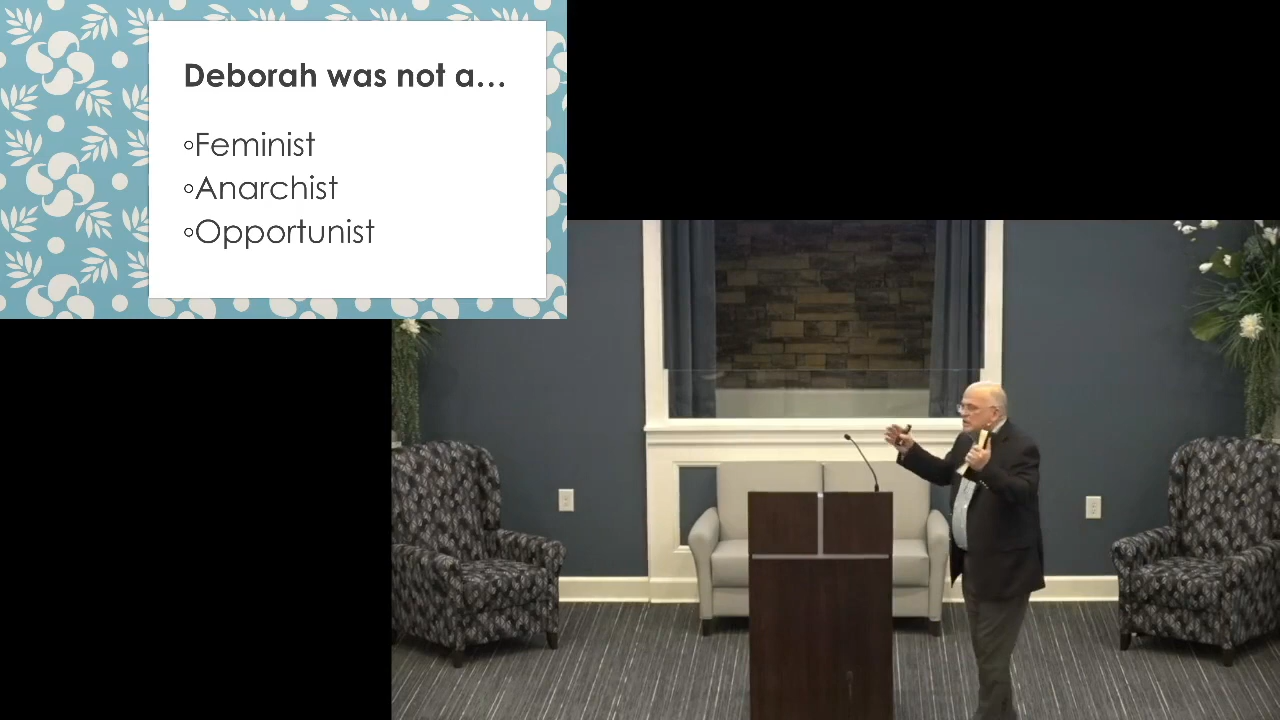 Deborah was not a…
◦Feminist
◦Anarchist
◦Opportunist